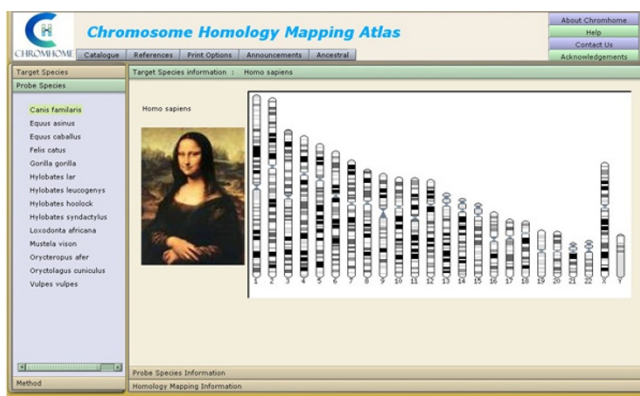 CHROMHOME
Chromosome Homology Mapping Atlas
About Chromhome
Help
Contact Us
Acknowledgements
Catalogue References Print Options Announcements Ancestral
Target Species
Probe Species
Canis familaris
Equus asinus
Equus caballus
Felis catus
Gorilla gorilla
Hylobates lar
Hylobates leucogenys
Hylobates hoolock
Hylobates syndactylus
Loxodonta africana
Mustela vison
Orycteropus afer
Oryctolagus cuniculus
Vulpes vulpes
Method
Target Species information : Homo sapiens
Homo sapiens
1 2 3 4 5 6 7 8 9 10 11 12 13 14 15 16 17 18 19 20 21 22 X Y
Probe Species Information
Homology Mapping Information